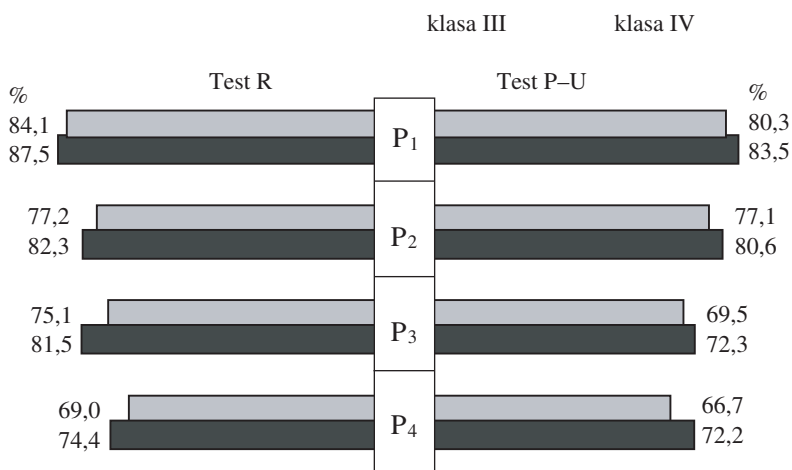 klasa III klasa IV
Test R Test P–U
% %
84,1 P₁ 80,3
87,5 83,5
77,2 P₂ 77,1
82,3 80,6
75,1 P₃ 69,5
81,5 72,3
69,0 P₄ 66,7
74,4 72,2